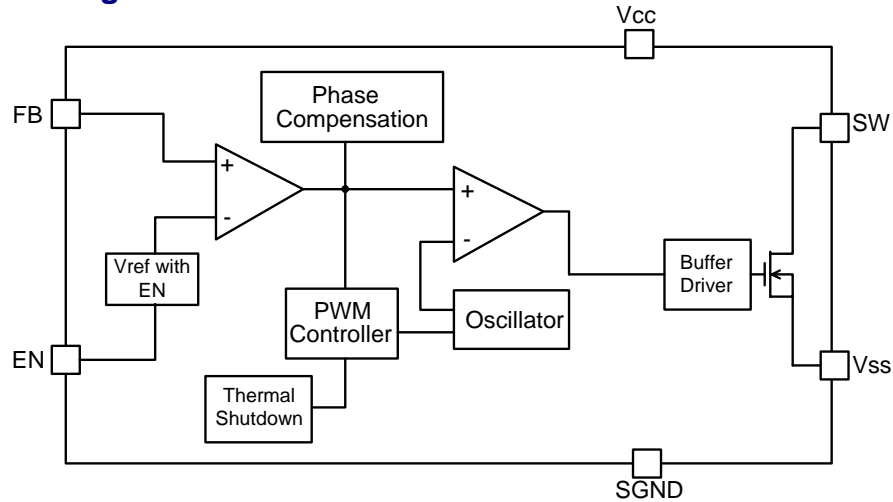 Vcc
FB
Phase
Compensation
SW
+
-
+
-
Vref with
EN
Buffer
Driver
PWM
Controller
Oscillator
EN
Vss
Thermal
Shutdown
SGND